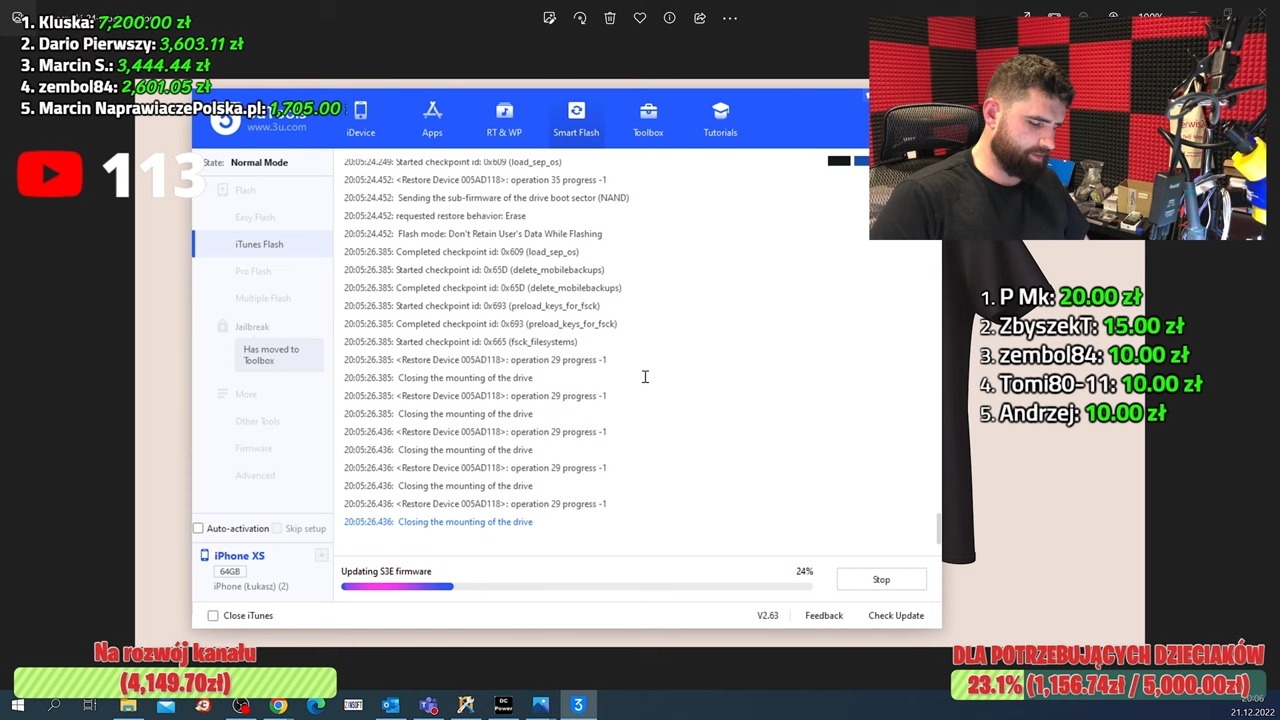 1. Kluska: 7,200.00 zł
2. Dario Pierwszy: 3,603.11 zł
3. Marcin S.: 3,444.44 zł
4. zembol84: 2,601.05 zł
5. Marcin NaprawiaczePolska.pl: 1,705.00
113
www.3u.com
iDevice
Apps
RT & WP
Smart Flash
Toolbox
Tutorials
State: Normal Mode
Flash
Easy Flash
iTunes Flash
Pro Flash
Multiple Flash
Jailbreak
Has moved to
Toolbox
More
Other Tools
Firmware
Advanced
Auto-activation
Skip setup
iPhone XS
64GB
iPhone (Łukasz) (2)
Close iTunes
20:05:24.249: Started checkpoint id: 0x609 (load_sep_os)
20:05:24.452: <Restore Device 005AD118>: operation 35 progress -1
20:05:24.452: Sending the sub-firmware of the drive boot sector (NAND)
20:05:24.452: requested restore behavior: Erase
20:05:24.452: Flash mode: Don't Retain User's Data While Flashing
20:05:26.385: Completed checkpoint id: 0x609 (load_sep_os)
20:05:26.385: Started checkpoint id: 0x65D (delete_mobilebackups)
20:05:26.385: Completed checkpoint id: 0x65D (delete_mobilebackups)
20:05:26.385: Started checkpoint id: 0x693 (preload_keys_for_fsck)
20:05:26.385: Completed checkpoint id: 0x693 (preload_keys_for_fsck)
20:05:26.385: Started checkpoint id: 0x665 (fsck_filesystems)
20:05:26.385: <Restore Device 005AD118>: operation 29 progress -1
20:05:26.385: Closing the mounting of the drive
20:05:26.385: <Restore Device 005AD118>: operation 29 progress -1
20:05:26.385: Closing the mounting of the drive
20:05:26.436: <Restore Device 005AD118>: operation 29 progress -1
20:05:26.436: Closing the mounting of the drive
20:05:26.436: <Restore Device 005AD118>: operation 29 progress -1
20:05:26.436: Closing the mounting of the drive
20:05:26.436: <Restore Device 005AD118>: operation 29 progress -1
20:05:26.436: Closing the mounting of the drive
Updating S3E firmware
24%
Stop
V2.63
Feedback
Check Update
1. P Mk: 20.00 zł
2. ZbyszekT: 15.00 zł
3. zembol84: 10.00 zł
4. Tomi80-11: 10.00 zł
5. Andrzej: 10.00 zł
Na rozwój kanału
(4,149.70zł)
DLA POTRZEBUJĄCYCH DZIECIAKÓW
23.1% (1,156.74zł / 5,000.00zł)
DC
Power
3
20:06
21.12.2022